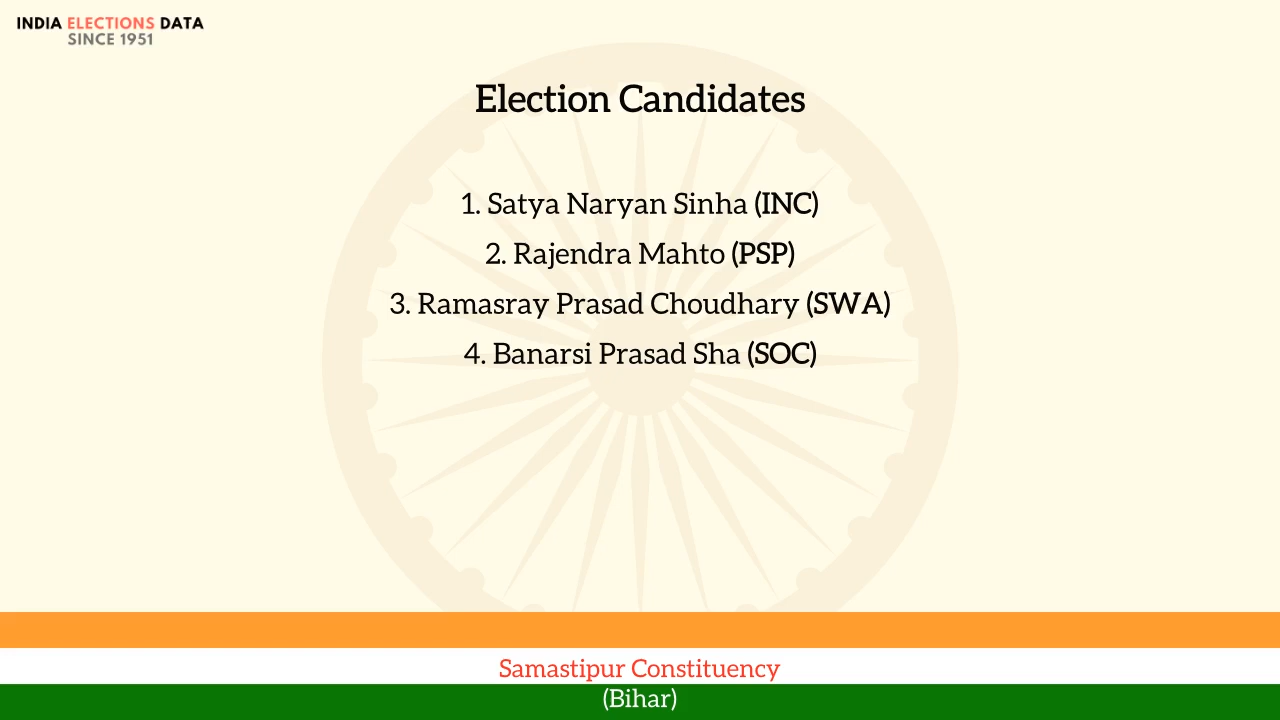 INDIA ELECTIONS DATA
SINCE 1951
Election Candidates
1. Satya Naryan Sinha (INC)
2. Rajendra Mahto (PSP)
3. Ramasray Prasad Choudhary (SWA)
4. Banarsi Prasad Sha (SOC)
Samastipur Constituency
(Bihar)